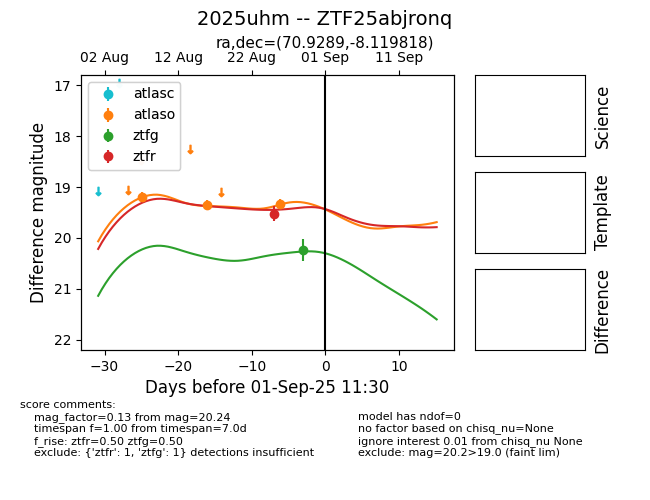 2025uhm -- ZTF25abjronq
ra,dec=(70.9289,-8.119818)
02 Aug 12 Aug 22 Aug 01 Sep 11 Sep
17
18
19
20
21
22
Difference magnitude
atlasc
atlaso
ztfg
ztfr
−30 −20 −10 0 10
Days before 01-Sep-25 11:30
Science
Template
Difference
score comments:
mag_factor=0.13 from mag=20.24
timespan f=1.00 from timespan=7.0d
f_rise: ztfr=0.50 ztfg=0.50
exclude: {'ztfr': 1, 'ztfg': 1} detections insufficient
model has ndof=0
no factor based on chisq_nu=None
ignore interest 0.01 from chisq_nu None
exclude: mag=20.2>19.0 (faint lim)